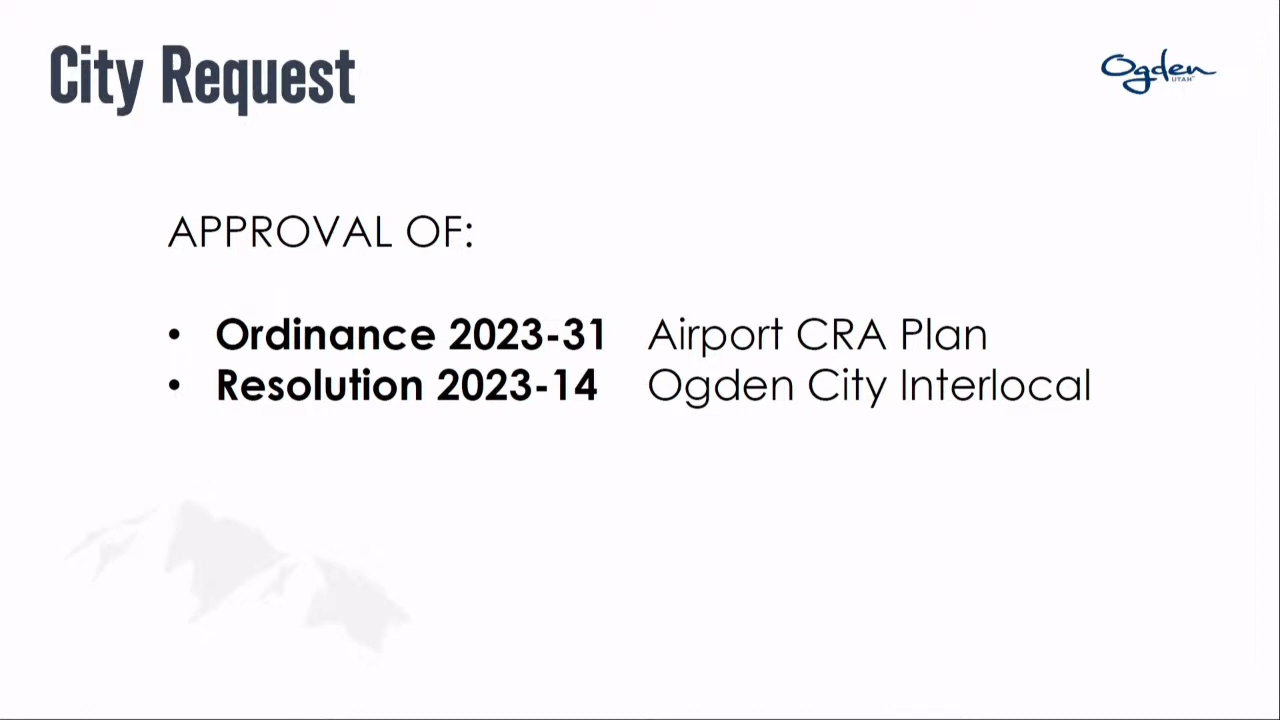 City Request
Ogden
UTAH
APPROVAL OF:
• Ordinance 2023-31 Airport CRA Plan
• Resolution 2023-14 Ogden City Interlocal